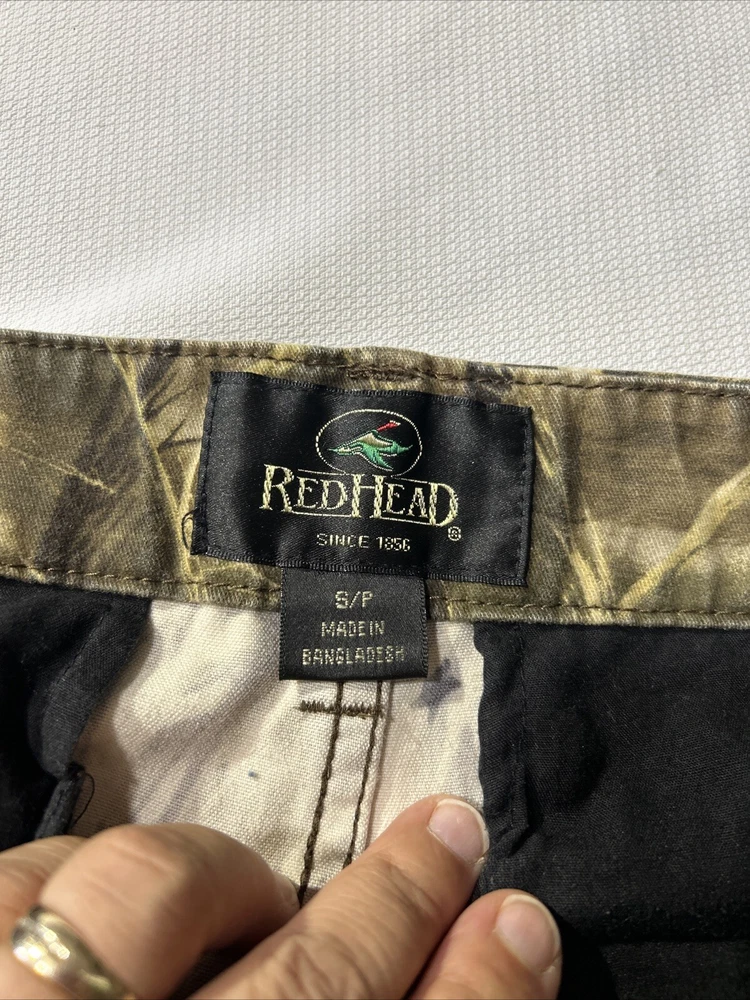 REDHEAD®
SINCE 1856
S/P
MADE IN
BANGLADESH